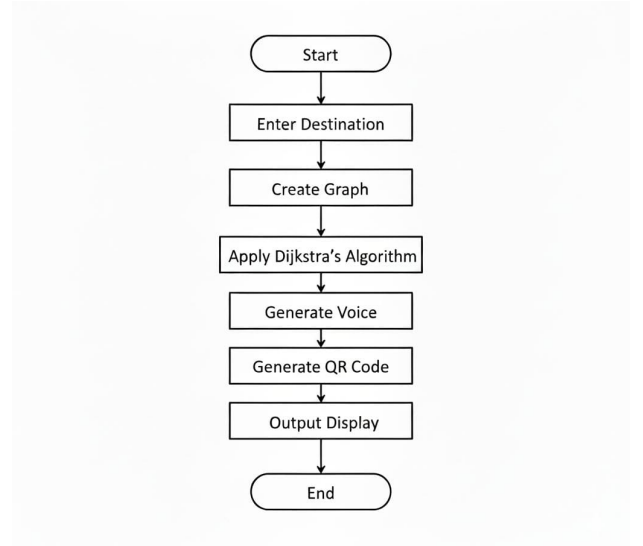 Start
Enter Destination
Create Graph
Apply Dijkstra’s Algorithm
Generate Voice
Generate QR Code
Output Display
End